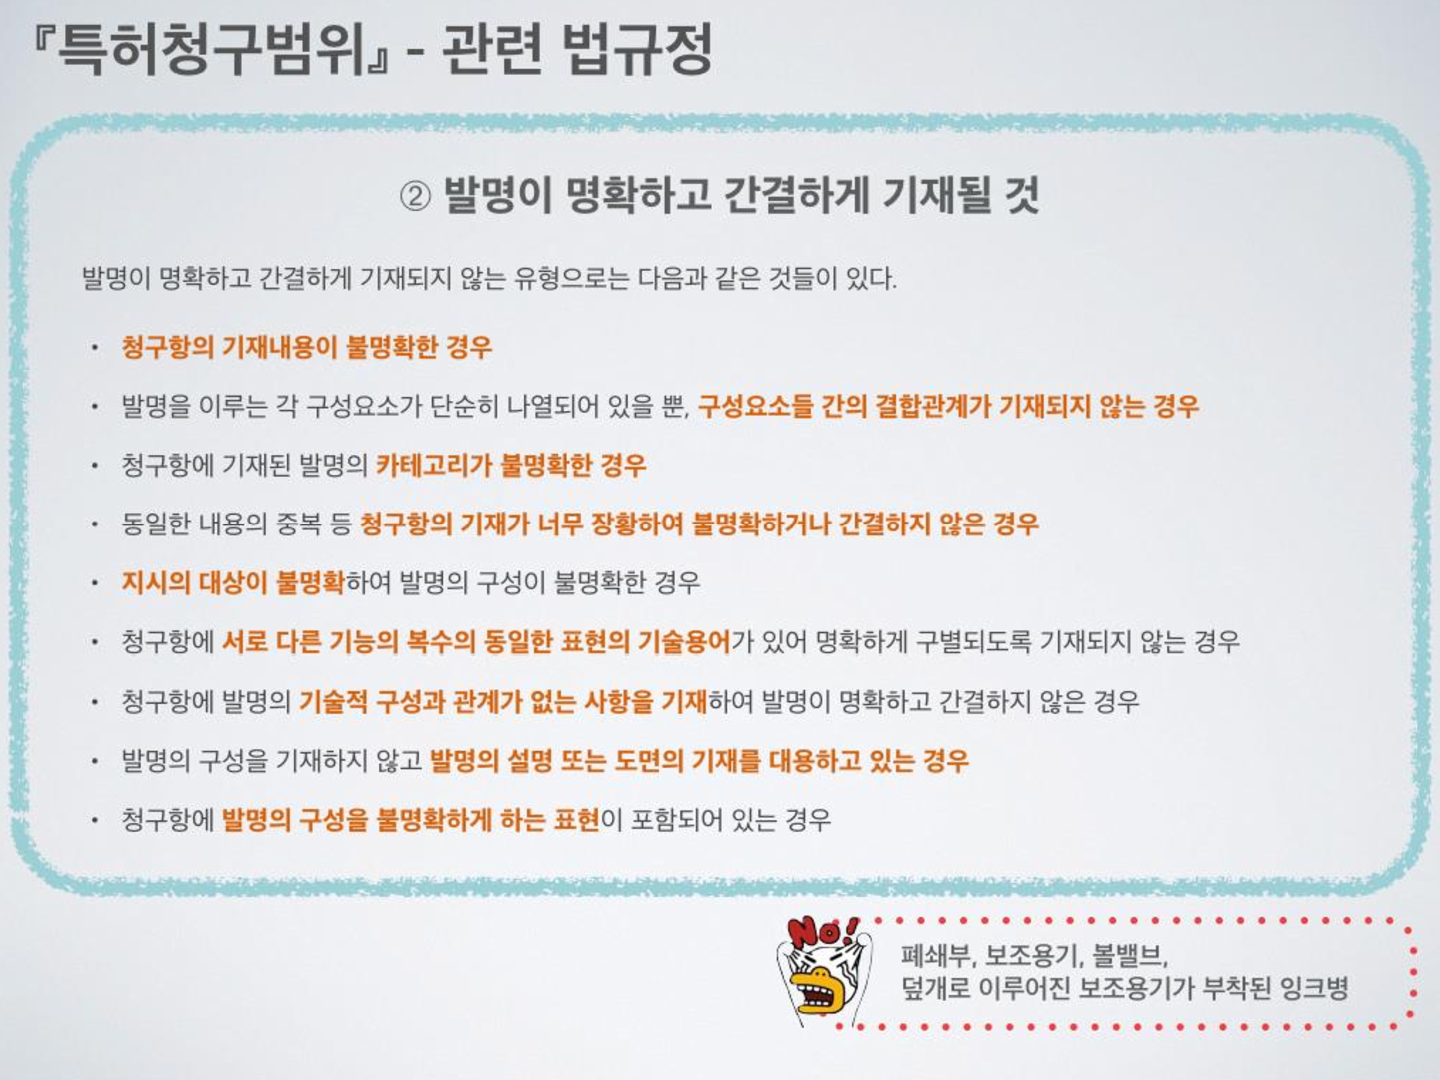 『특허청구범위』 - 관련 법규정
② 발명이 명확하고 간결하게 기재될 것
발명이 명확하고 간결하게 기재되지 않는 유형으로는 다음과 같은 것들이 있다.
• 청구항의 기재내용이 불명확한 경우
• 발명을 이루는 각 구성요소가 단순히 나열되어 있을 뿐, 구성요소들 간의 결합관계가 기재되지 않는 경우
• 청구항에 기재된 발명의 카테고리가 불명확한 경우
• 동일한 내용의 중복 등 청구항의 기재가 너무 장황하여 불명확하거나 간결하지 않은 경우
• 지시의 대상이 불명확하여 발명의 구성이 불명확한 경우
• 청구항에 서로 다른 기능의 복수의 동일한 표현의 기술용어가 있어 명확하게 구별되도록 기재되지 않는 경우
• 청구항에 발명의 기술적 구성과 관계가 없는 사항을 기재하여 발명이 명확하고 간결하지 않은 경우
• 발명의 구성을 기재하지 않고 발명의 설명 또는 도면의 기재를 대용하고 있는 경우
• 청구항에 발명의 구성을 불명확하게 하는 표현이 포함되어 있는 경우
No!
폐쇄부, 보조용기, 볼밸브,
덮개로 이루어진 보조용기가 부착된 잉크병